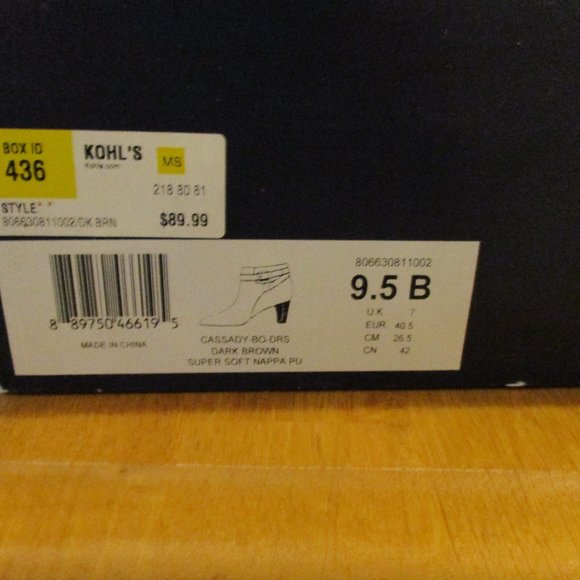 BOX ID
436
KOHL'S
Kohls.com
MS
218 80 81
STYLE**
806630811002/DK BRN
$89.99
8 89750 46619 5
MADE IN CHINA
CASSADY-BO-DRS
DARK BROWN
SUPER SOFT NAPPA PU
806630811002
9.5 B
U.K. 7
EUR. 40.5
CM 26.5
CN 42